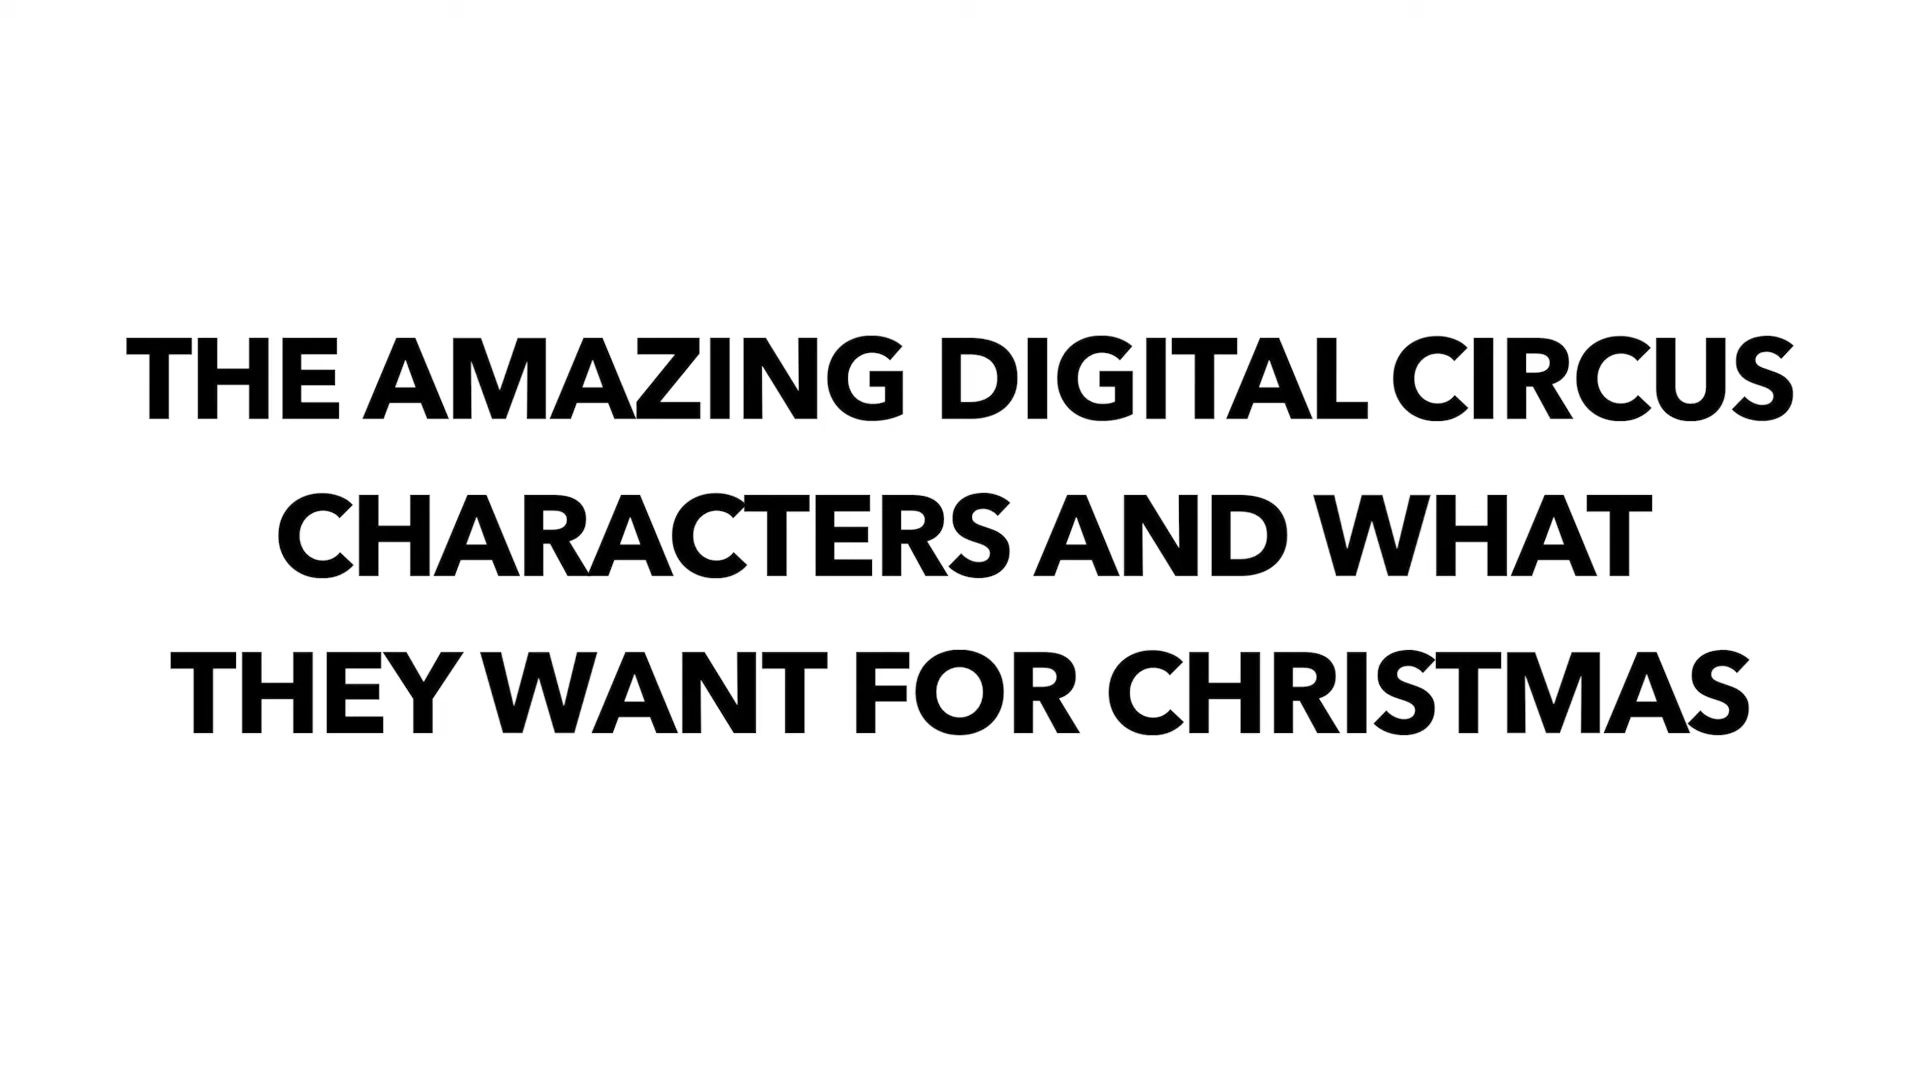 THE AMAZING DIGITAL CIRCUS
CHARACTERS AND WHAT
THEY WANT FOR CHRISTMAS